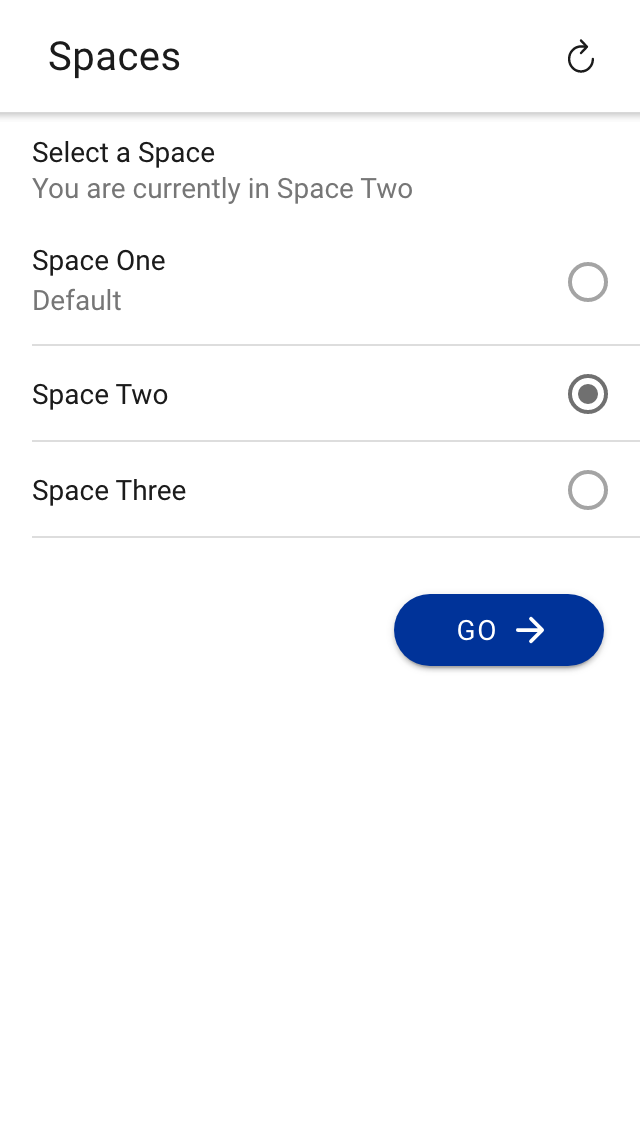 Spaces
Select a Space
You are currently in Space Two
Space One
Default
Space Two
Space Three
GO